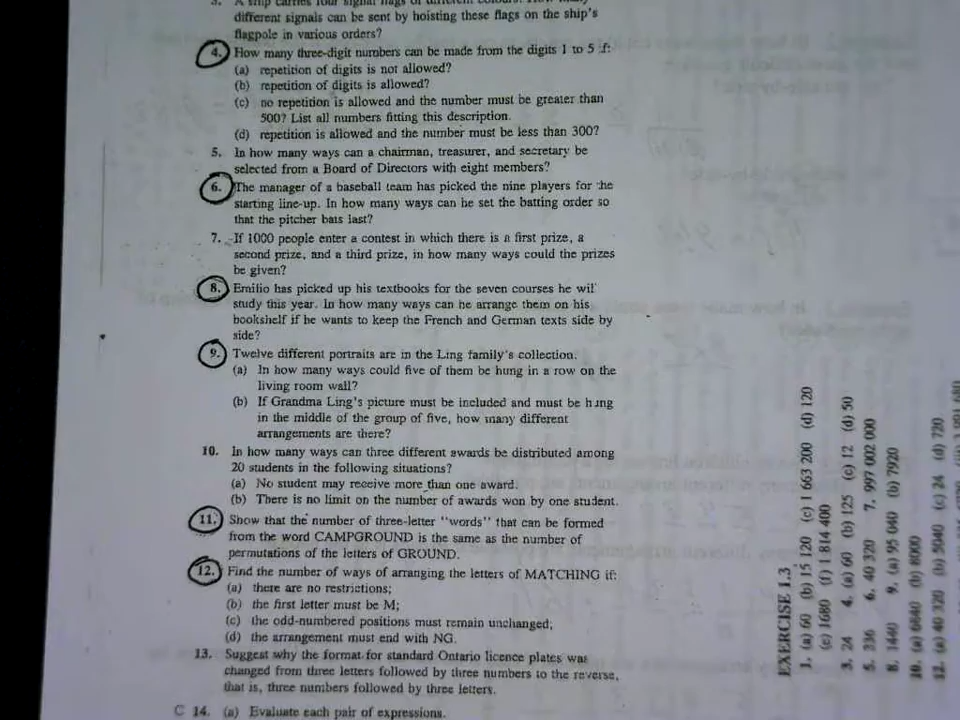 3. A ship carries four signal flags of different colours. How many
different signals can be sent by hoisting these flags on the ship's
flagpole in various orders?
4. How many three-digit numbers can be made from the digits 1 to 5 if:
(a) repetition of digits is not allowed?
(b) repetition of digits is allowed?
(c) no repetition is allowed and the number must be greater than
500? List all numbers fitting this description.
(d) repetition is allowed and the number must be less than 300?
5. In how many ways can a chairman, treasurer, and secretary be
selected from a Board of Directors with eight members?
6. The manager of a baseball team has picked the nine players for the
starting line-up. In how many ways can he set the batting order so
that the pitcher bats last?
7. If 1000 people enter a contest in which there is a first prize, a
second prize, and a third prize, in how many ways could the prizes
be given?
8. Emilio has picked up his textbooks for the seven courses he will
study this year. In how many ways can he arrange them on his
bookshelf if he wants to keep the French and German texts side by
side?
9. Twelve different portraits are in the Ling family's collection.
(a) In how many ways could five of them be hung in a row on the
living room wall?
(b) If Grandma Ling's picture must be included and must be hung
in the middle of the group of five, how many different
arrangements are there?
10. In how many ways can three different awards be distributed among
20 students in the following situations?
(a) No student may receive more than one award.
(b) There is no limit on the number of awards won by one student.
11. Show that the number of three-letter "words" that can be formed
from the word CAMPGROUND is the same as the number of
permutations of the letters of GROUND.
12. Find the number of ways of arranging the letters of MATCHING if:
(a) there are no restrictions;
(b) the first letter must be M;
(c) the odd-numbered positions must remain unchanged;
(d) the arrangement must end with NG.
13. Suggest why the format for standard Ontario licence plates was
changed from three letters followed by three numbers to the reverse,
that is, three numbers followed by three letters.
C 14. (a) Evaluate each pair of expressions.
EXERCISE 1.3
1. (a) 60 (b) 15 120 (c) 1 663 200 (d) 120
(e) 1680 (f) 1 814 400
3. 24 4. (a) 60 (b) 125 (c) 12 (d) 50
5. 336 6. 40 320 7. 997 002 000
8. 1440 9. (a) 95 040 (b) 7920
10. (a) 6840 (b) 8000
12. (a) 40 320 (b) 5040 (c) 24 (d) 720